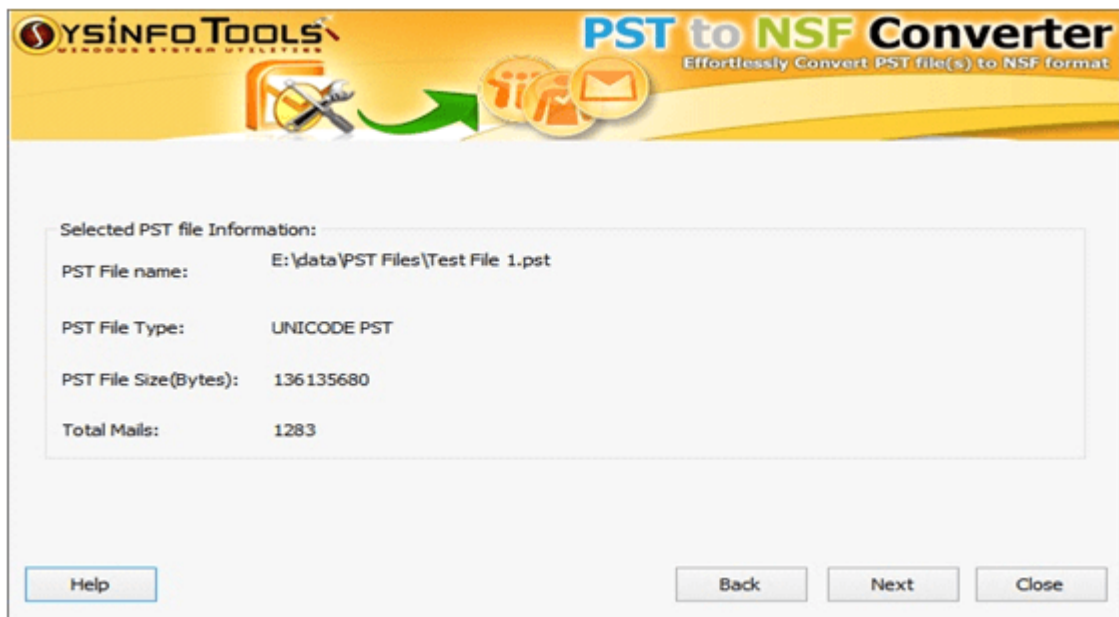 SYSINFOTOOLS
WINDOWS SYSTEM UTILITIES
PST to NSF Converter
Effortlessly Convert PST file(s) to NSF format
Selected PST file Information:
PST File name: E:\data\PST Files\Test File 1.pst
PST File Type: UNICODE PST
PST File Size(Bytes): 136135680
Total Mails: 1283
Help Back Next Close